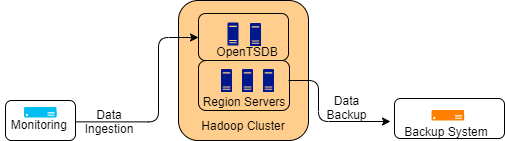 OpenTSDB
Region Servers
Hadoop Cluster
Monitoring
Data
Ingestion
Data
Backup
Backup System